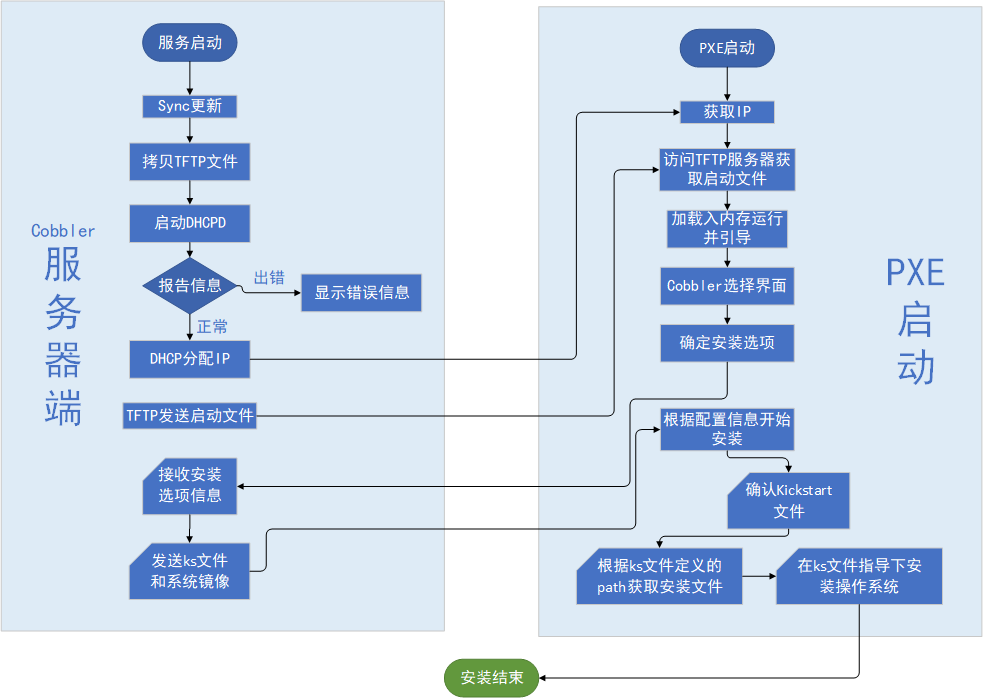 服务启动
Sync更新
拷贝TFTP文件
启动DHCPD
报告信息
出错
显示错误信息
正常
DHCP分配IP
TFTP发送启动文件
接收安装
选项信息
发送ks文件
和系统镜像
Cobbler
服
务
器
端
PXE启动
获取IP
访问TFTP服务器获
取启动文件
加载入内存运行
并引导
Cobbler选择界面
确定安装选项
根据配置信息开始
安装
确认Kickstart
文件
根据ks文件定义的
path获取安装文件
在ks文件指导下安
装操作系统
PXE
启
动
安装结束